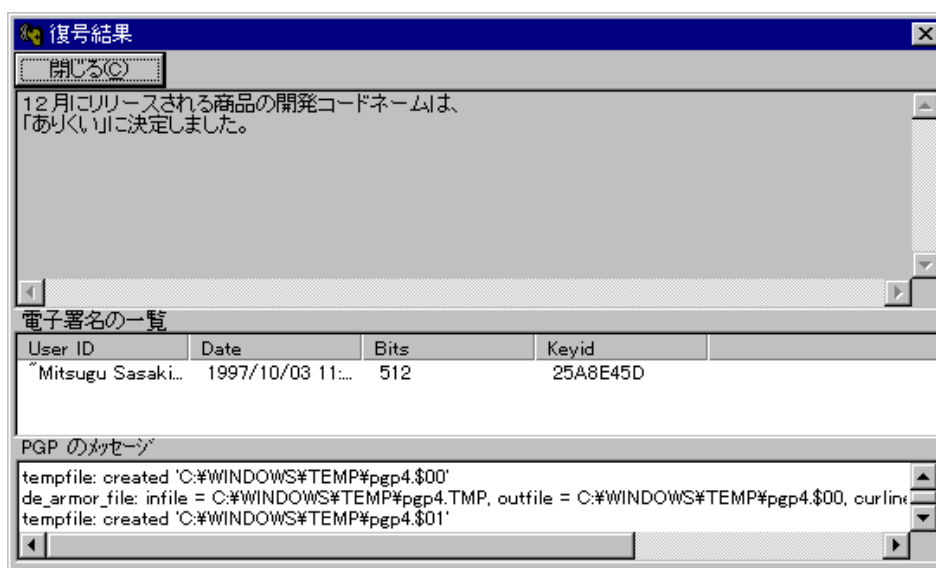 復号結果
閉じる(C)
12月にリリースされる商品の開発コードネームは、
「ありくい」に決定しました。
電子署名の一覧
User ID Date Bits Keyid
~Mitsugu Sasaki... 1997/10/03 11:... 512 25A8E45D
PGP のメッセージ
tempfile: created 'C:¥WINDOWS¥TEMP¥pgp4.$00'
de_armor_file: infile = C:¥WINDOWS¥TEMP¥pgp4.TMP, outfile = C:¥WINDOWS¥TEMP¥pgp4.$00, curline
tempfile: created 'C:¥WINDOWS¥TEMP¥pgp4.$01'